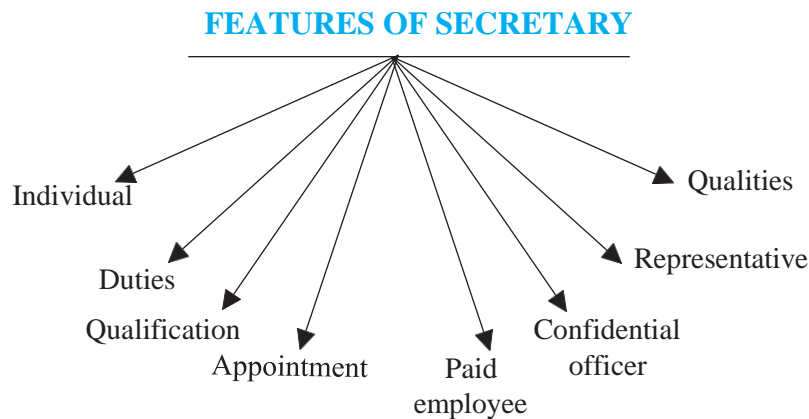 FEATURES OF SECRETARY
Individual
Duties
Qualification
Appointment
Paid
employee
Confidential
officer
Representative
Qualities